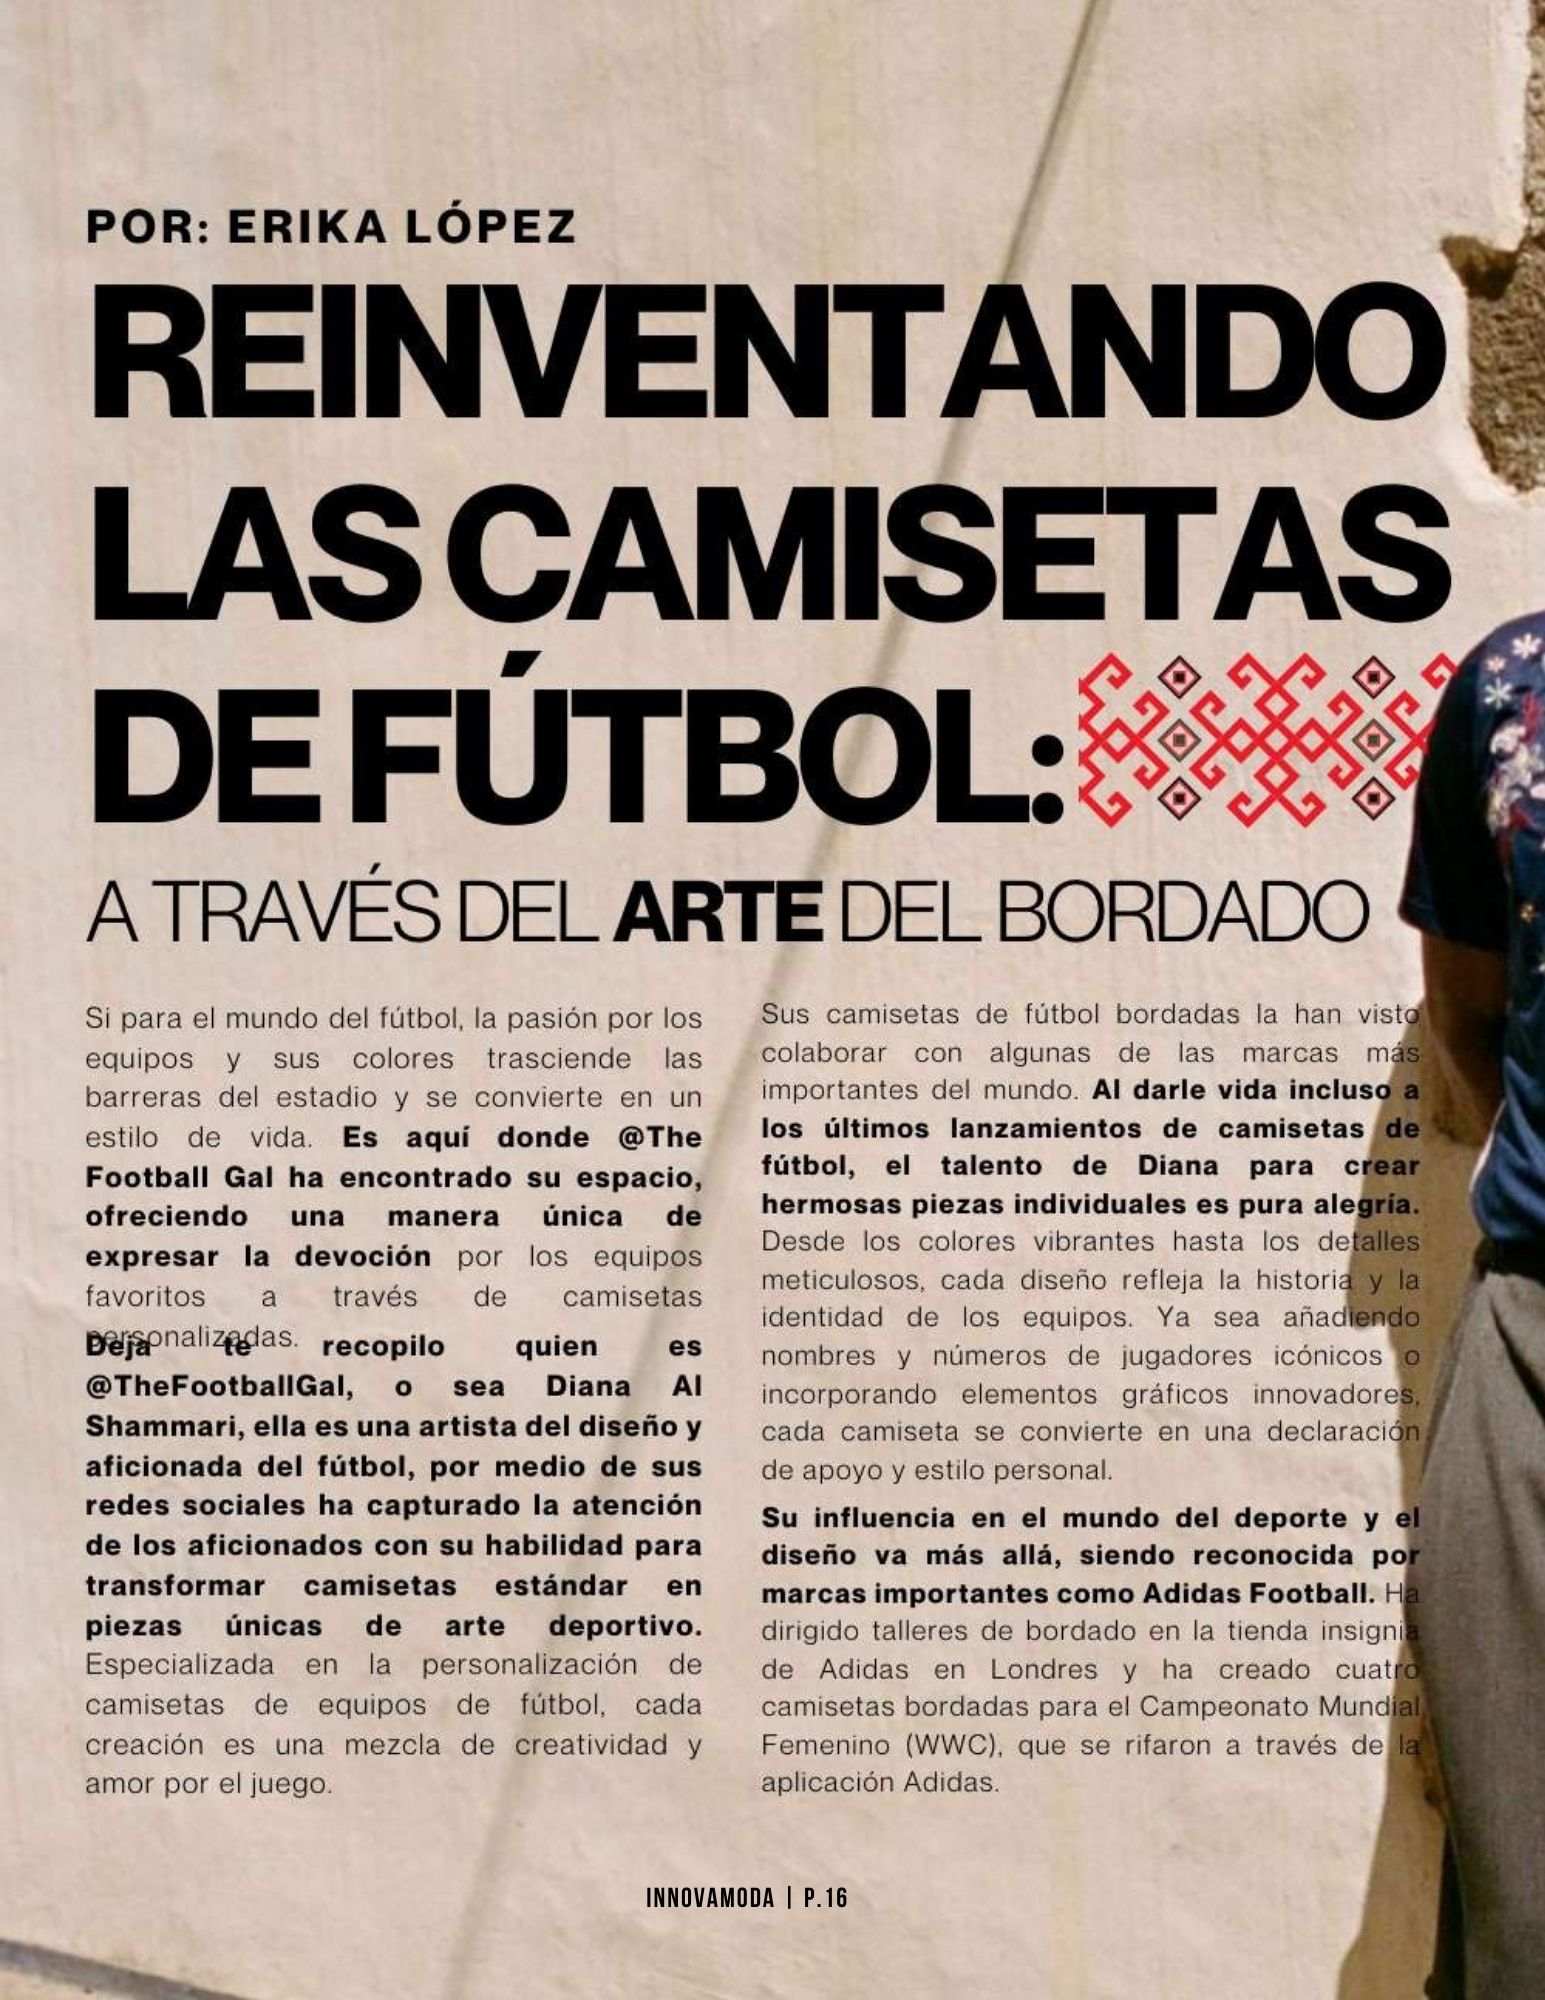 POR: ERIKA LÓPEZ
REINVENTANDO
LAS CAMISETAS
DE FÚTBOL:
A TRAVÉS DEL ARTE DEL BORDADO
Si para el mundo del fútbol, la pasión por los
equipos y sus colores trasciende las
barreras del estadio y se convierte en un
estilo de vida. Es aquí donde @The
Football Gal ha encontrado su espacio,
ofreciendo una manera única de
expresar la devoción por los equipos
favoritos a través de camisetas
personalizadas.
Deja te recopilo quien es
@TheFootballGal, o sea Diana Al
Shammari, ella es una artista del diseño y
aficionada del fútbol, por medio de sus
redes sociales ha capturado la atención
de los aficionados con su habilidad para
transformar camisetas estándar en
piezas únicas de arte deportivo.
Especializada en la personalización de
camisetas de equipos de fútbol, cada
creación es una mezcla de creatividad y
amor por el juego.
Sus camisetas de fútbol bordadas la han visto
colaborar con algunas de las marcas más
importantes del mundo. Al darle vida incluso a
los últimos lanzamientos de camisetas de
fútbol, el talento de Diana para crear
hermosas piezas individuales es pura alegría.
Desde los colores vibrantes hasta los detalles
meticulosos, cada diseño refleja la historia y la
identidad de los equipos. Ya sea añadiendo
nombres y números de jugadores icónicos o
incorporando elementos gráficos innovadores,
cada camiseta se convierte en una declaración
de apoyo y estilo personal.
Su influencia en el mundo del deporte y el
diseño va más allá, siendo reconocida por
marcas importantes como Adidas Football. Ha
dirigido talleres de bordado en la tienda insignia
de Adidas en Londres y ha creado cuatro
camisetas bordadas para el Campeonato Mundial
Femenino (WWC), que se rifaron a través de la
aplicación Adidas.
INNOVAMODA | P.16